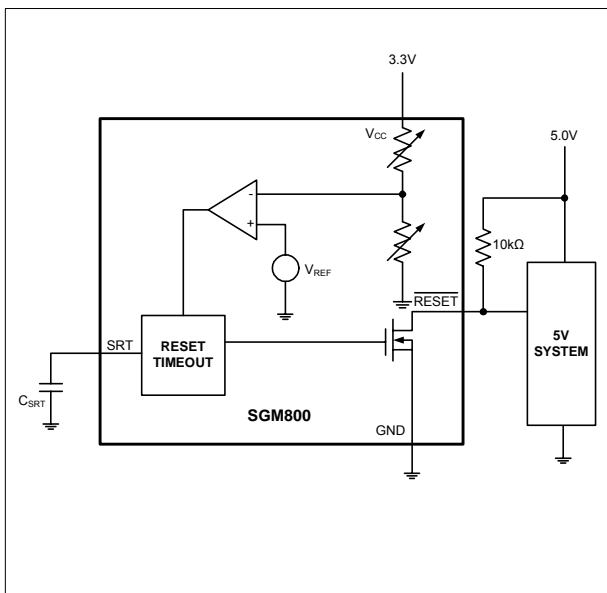 3.3V
VCC
5.0V
-
+
10kΩ
VREF
RESET
SRT
RESET
TIMEOUT
5V
SYSTEM
CSRT
SGM800
GND